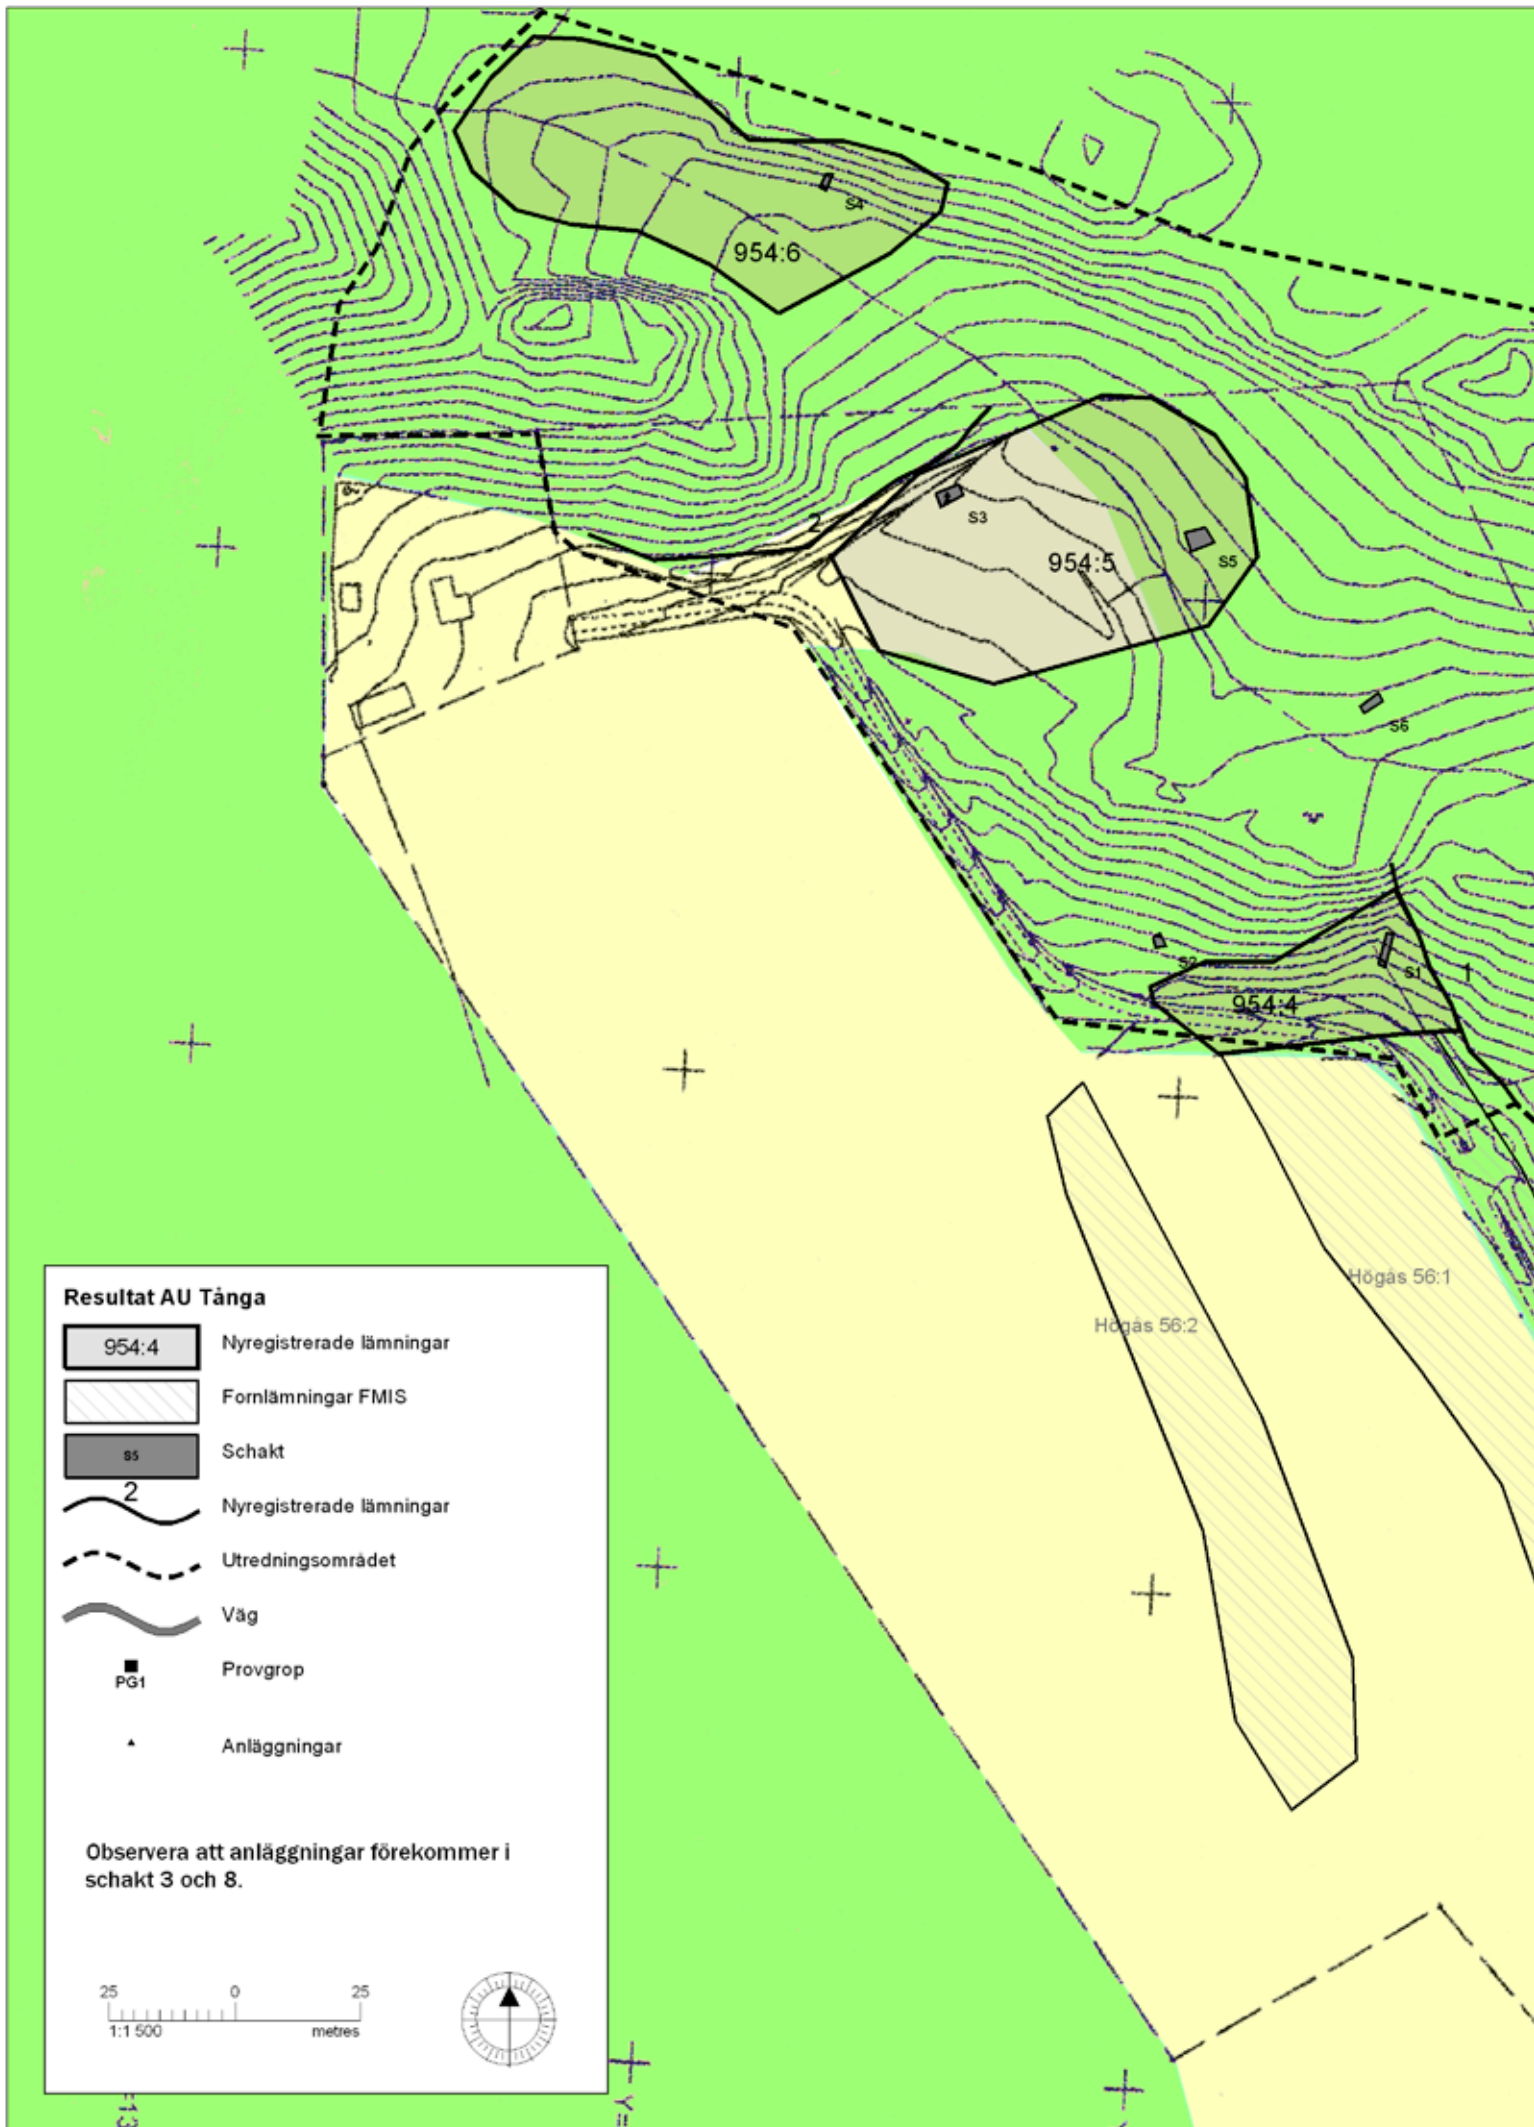 S4
954:6
2
S3
954:5
S5
S6
S2
S1
1
954:4
Högås 56:1
Högås 56:2
Resultat AU Tånga
954:4 Nyregistrerade lämningar
Fornlämningar FMIS
S5 Schakt
2 Nyregistrerade lämningar
Utredningsområdet
Väg
PG1 Provgrop
Anläggningar
Observera att anläggningar förekommer i
schakt 3 och 8.
25 0 25
1:1 500 metres
Y=